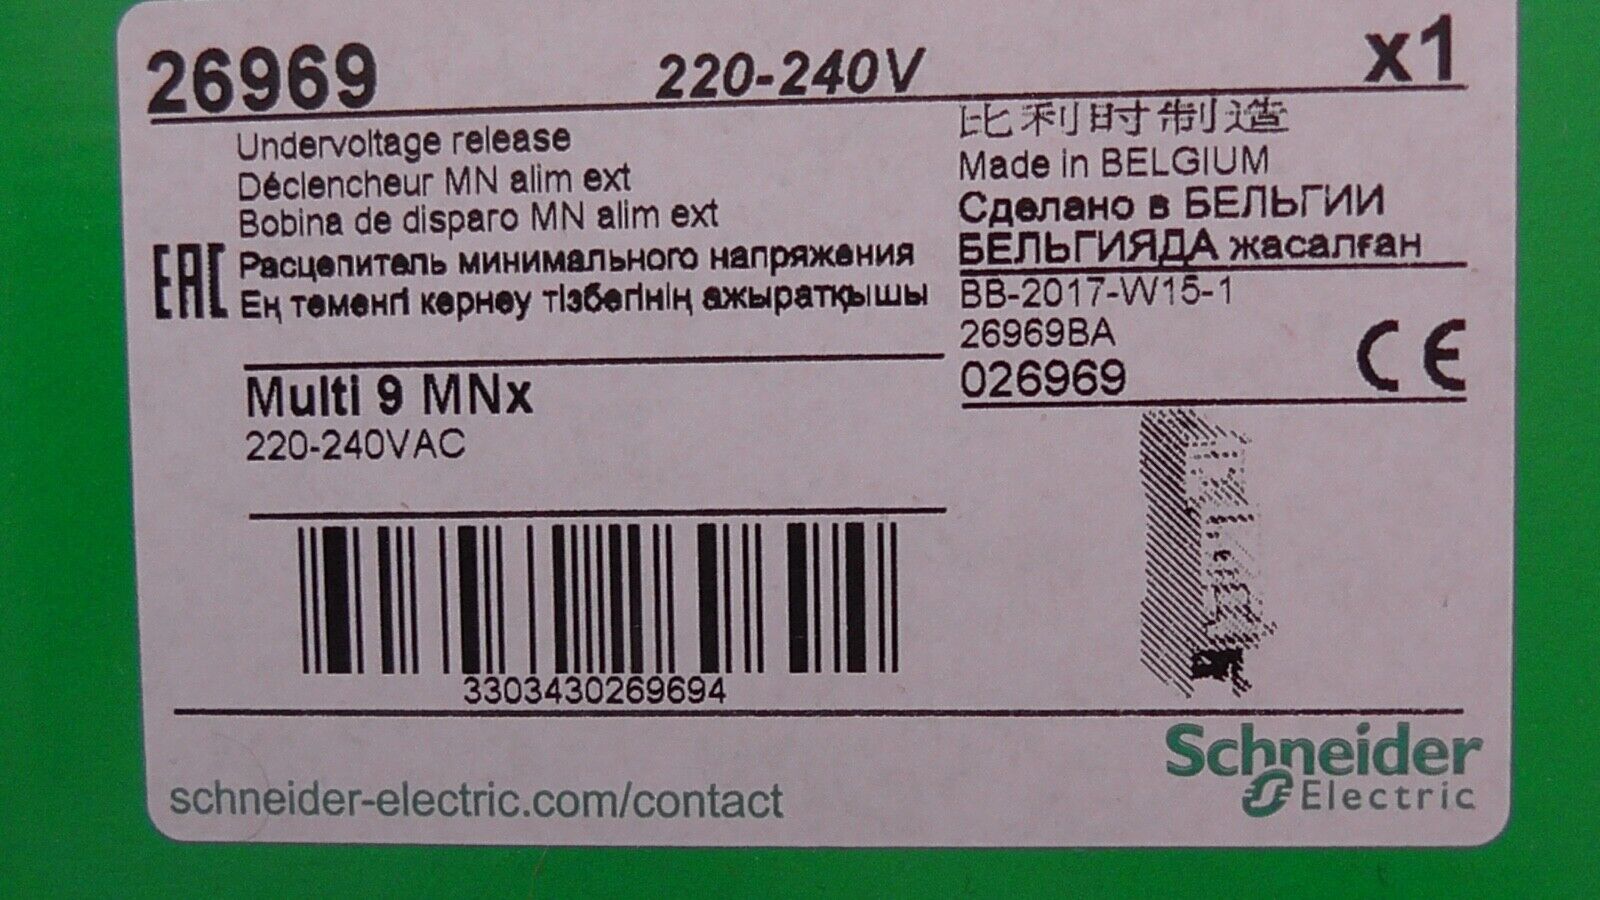 26969 220-240V x1
Undervoltage release
Déclencheur MN alim ext
Bobina de disparo MN alim ext
EAC
Расцепитель минимального напряжения
Ең төменгі кернеу тізбегінің ажыратқышы
比利时制造
Made in BELGIUM
Сделано в БЕЛЬГИИ
БЕЛЬГИЯДА жасалған
BB-2017-W15-1
26969BA
026969
CE
Multi 9 MNx
220-240VAC
3303430269694
schneider-electric.com/contact
Schneider
Electric